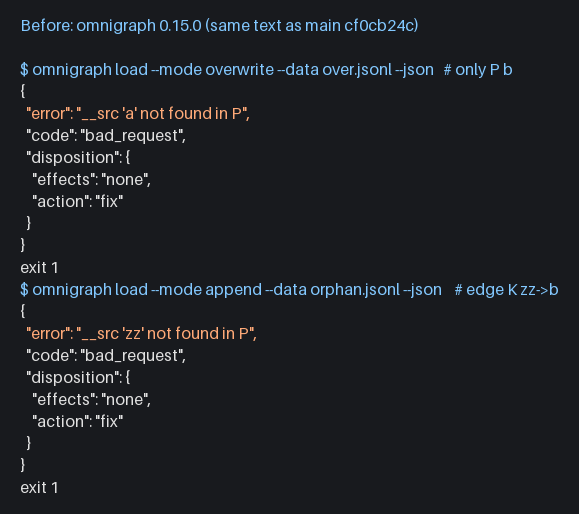 Before: omnigraph 0.15.0 (same text as main cf0cb24c)
$ omnigraph load --mode overwrite --data over.jsonl --json   # only P b
{
  "error": "__src 'a' not found in P",
  "code": "bad_request",
  "disposition": {
    "effects": "none",
    "action": "fix"
  }
}
exit 1
$ omnigraph load --mode append --data orphan.jsonl --json    # edge K zz->b
{
  "error": "__src 'zz' not found in P",
  "code": "bad_request",
  "disposition": {
    "effects": "none",
    "action": "fix"
  }
}
exit 1